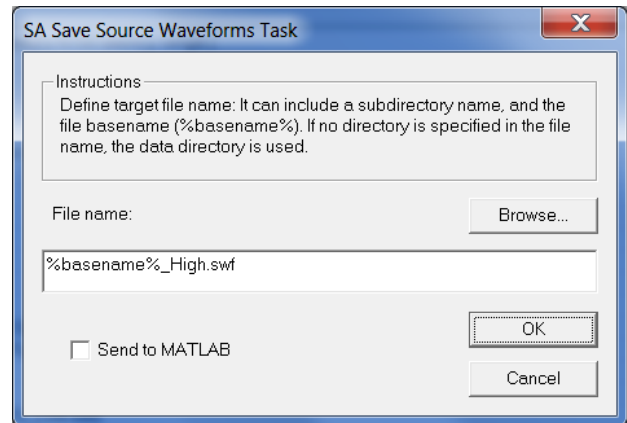 SA Save Source Waveforms Task
Instructions
Define target file name: It can include a subdirectory name, and the
file basename (%basename%). If no directory is specified in the file
name, the data directory is used.
File name:
Browse...
%basename%_High.swf
Send to MATLAB
OK
Cancel